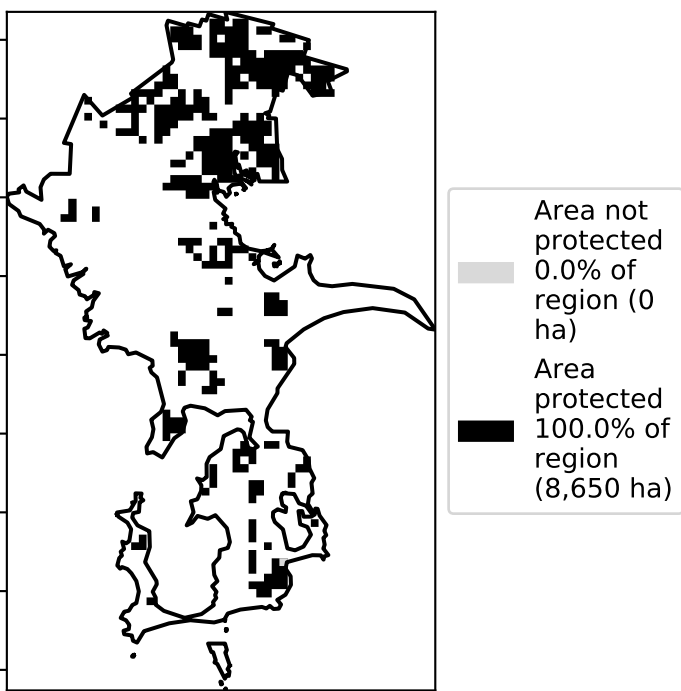 Area not
protected
0.0% of
region (0
ha)
Area
protected
100.0% of
region
(8,650 ha)